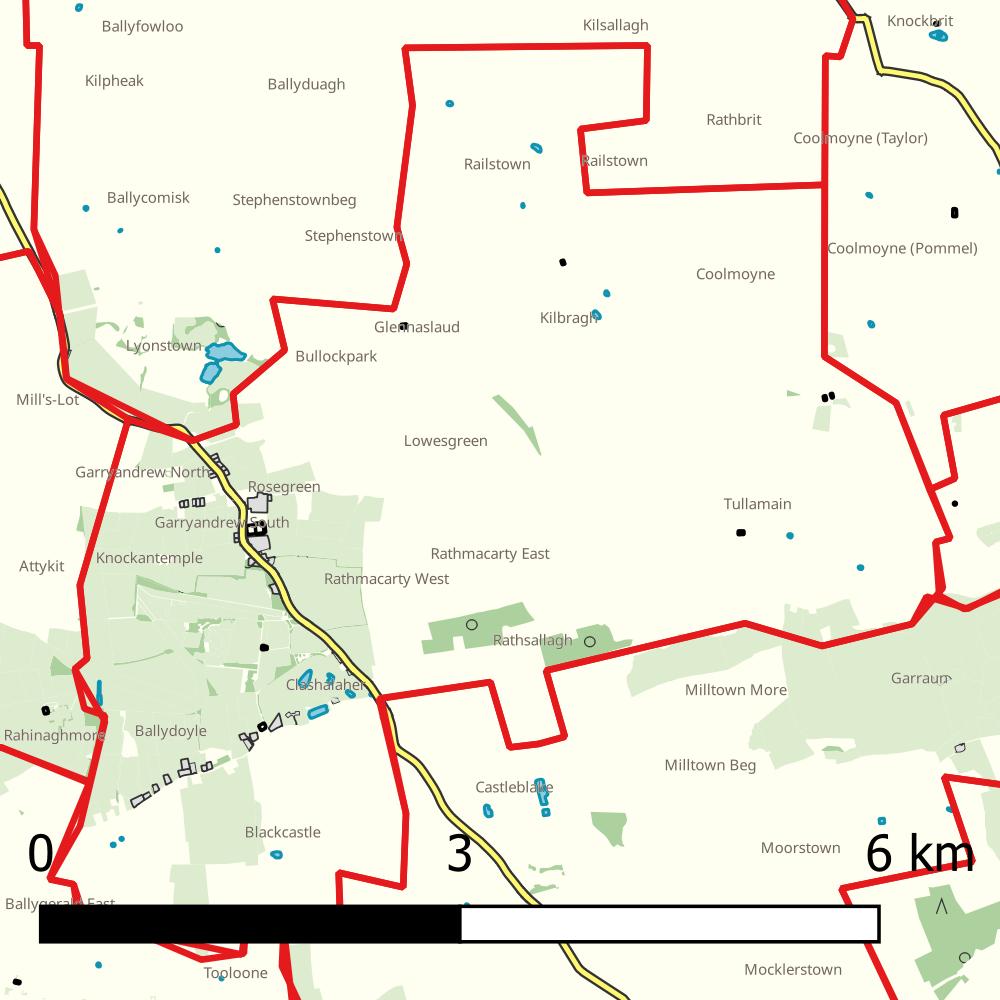 Ballyfowloo
Kilsallagh
Knockbrit
Kilpheak
Ballyduagh
Rathbrit
Coolmoyne (Taylor)
Railstown
Railstown
Ballycomisk
Stephenstownbeg
Stephenstown
Coolmoyne (Pommel)
Coolmoyne
Kilbragh
Glennaslaud
Lyonstown
Bullockpark
Mill's-Lot
Lowesgreen
Garryandrew North
Rosegreen
Tullamain
Garryandrew South
Knockantemple
Rathmacarty East
Attykit
Rathmacarty West
Rathsallagh
Garraun
Clashalaher
Milltown More
Rahinaghmore
Ballydoyle
Milltown Beg
Castleblake
Blackcastle
Moorstown
0 3 6 km
Ballygerald East
Tooloone
Mocklerstown